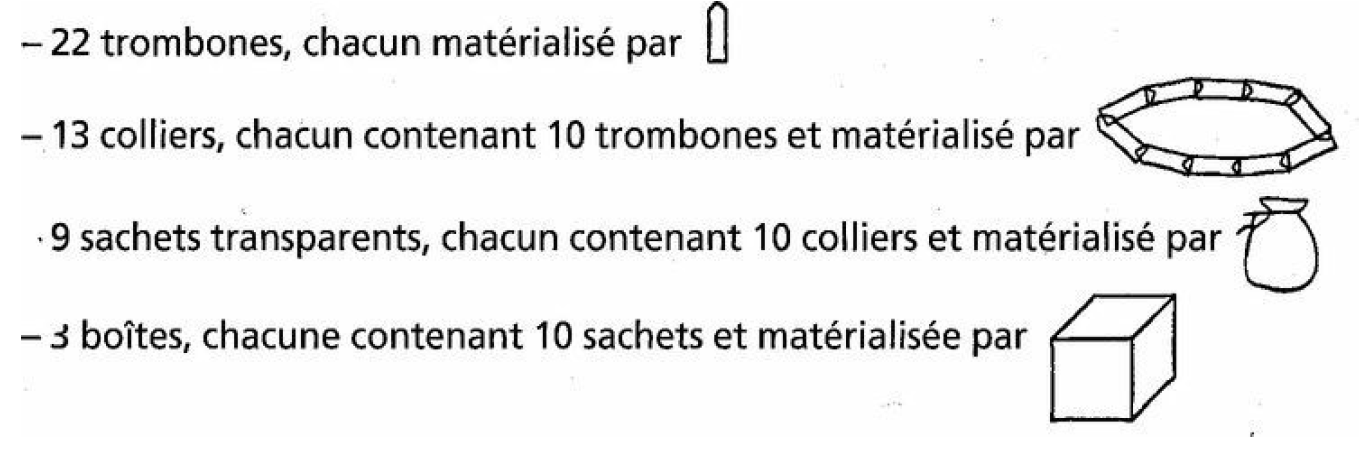 – 22 trombones, chacun matérialisé par
– 13 colliers, chacun contenant 10 trombones et matérialisé par
· 9 sachets transparents, chacun contenant 10 colliers et matérialisé par
– 3 boîtes, chacune contenant 10 sachets et matérialisée par